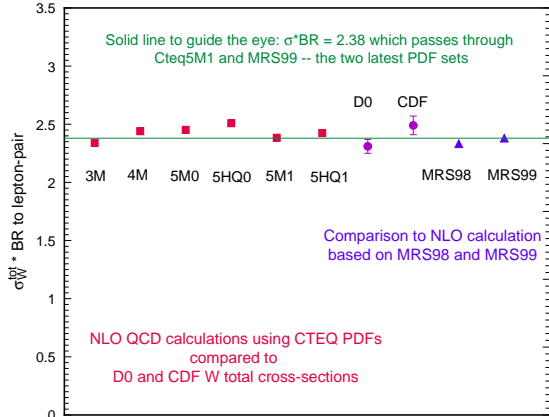 3.5
Solid line to guide the eye: σ*BR = 2.38 which passes through
Cteq5M1 and MRS99 -- the two latest PDF sets
3
D0 CDF
2.5
3M 4M 5M0 5HQ0 5M1 5HQ1 MRS98 MRS99
2
σ_W^tot * BR to lepton-pair
1.5
Comparison to NLO calculation
based on MRS98 and MRS99
1
NLO QCD calculations using CTEQ PDFs
compared to
D0 and CDF W total cross-sections
0.5
0